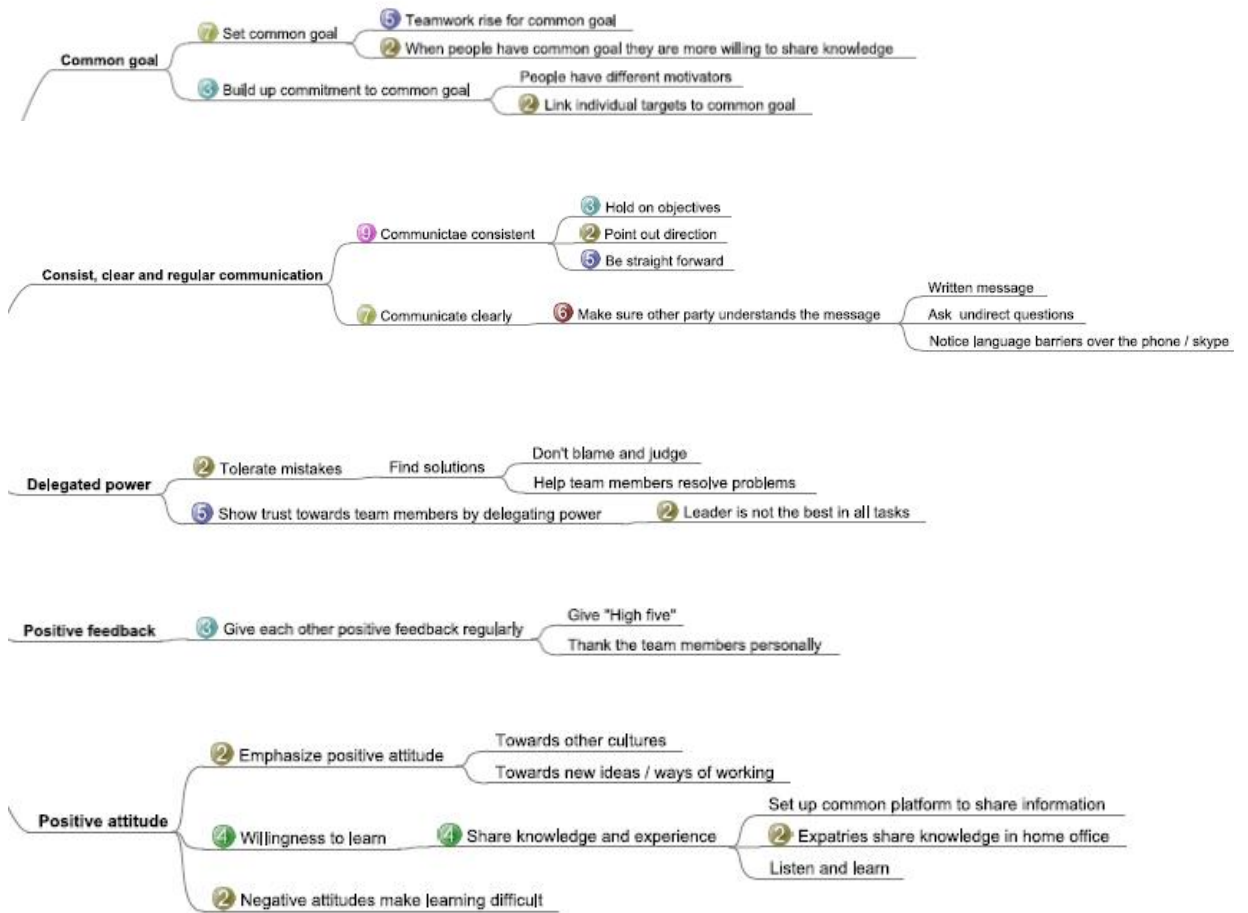 Common goal
7 Set common goal
5 Teamwork rise for common goal
2 When people have common goal they are more willing to share knowledge
3 Build up commitment to common goal
People have different motivators
2 Link individual targets to common goal
Consist, clear and regular communication
9 Communictae consistent
3 Hold on objectives
2 Point out direction
5 Be straight forward
7 Communicate clearly
6 Make sure other party understands the message
Written message
Ask undirect questions
Notice language barriers over the phone / skype
Delegated power
2 Tolerate mistakes
Find solutions
Don't blame and judge
Help team members resolve problems
5 Show trust towards team members by delegating power
2 Leader is not the best in all tasks
Positive feedback
3 Give each other positive feedback regularly
Give "High five"
Thank the team members personally
Positive attitude
2 Emphasize positive attitude
Towards other cultures
Towards new ideas / ways of working
4 Willingness to learn
4 Share knowledge and experience
Set up common platform to share information
2 Expatries share knowledge in home office
Listen and learn
2 Negative attitudes make learning difficult